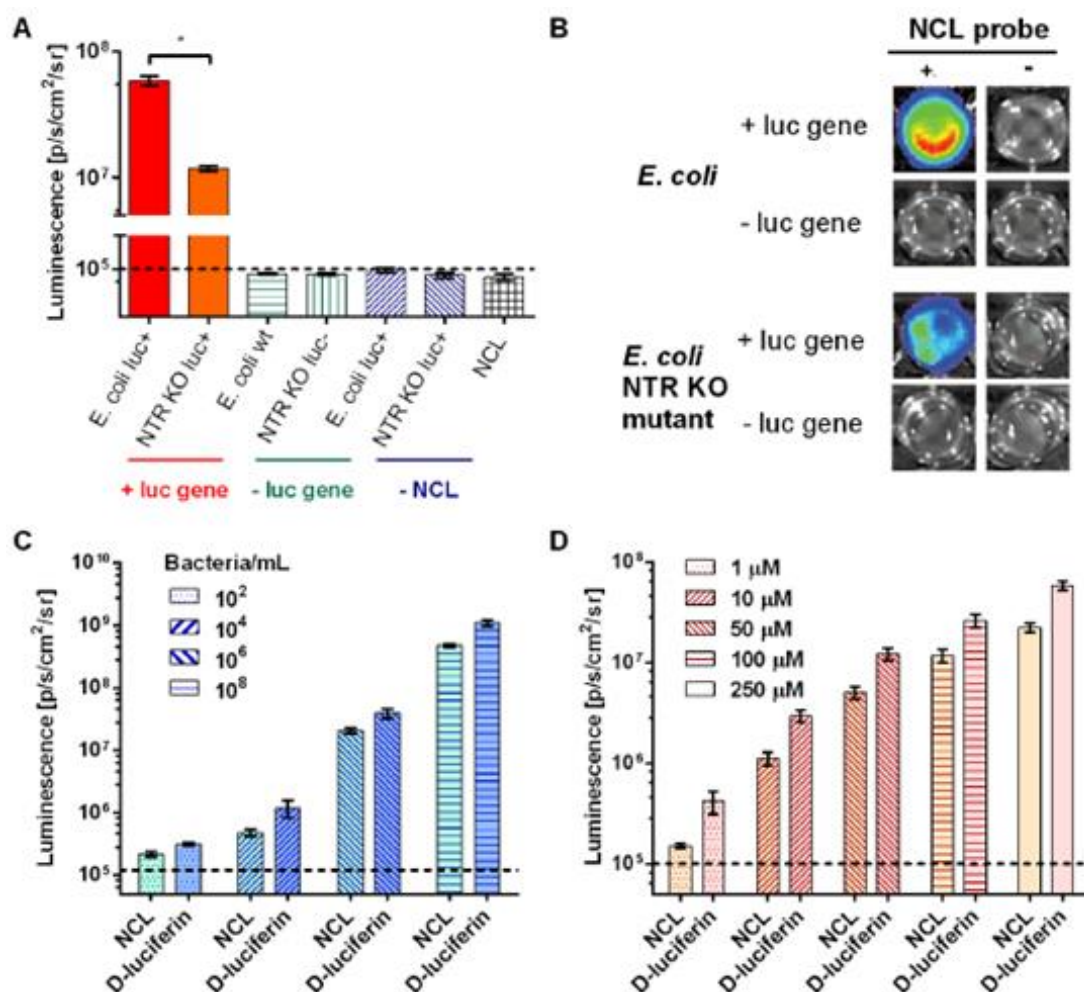 A
Luminescence [p/s/cm²/sr]
10⁸
*
10⁷
10⁵
E. coli luc+
NTR KO luc+
E. coli wt
NTR KO luc-
E. coli luc+
NTR KO luc+
NCL
+ luc gene
- luc gene
- NCL
B
NCL probe
+
-
+ luc gene
E. coli
- luc gene
+ luc gene
E. coli
NTR KO
mutant
- luc gene
C
Luminescence [p/s/cm²/sr]
10¹⁰
10⁹
10⁸
10⁷
10⁶
10⁵
Bacteria/mL
10²
10⁴
10⁶
10⁸
NCL
D-luciferin
NCL
D-luciferin
NCL
D-luciferin
NCL
D-luciferin
D
Luminescence [p/s/cm²/sr]
10⁸
10⁷
10⁶
10⁵
1 µM
10 µM
50 µM
100 µM
250 µM
NCL
D-luciferin
NCL
D-luciferin
NCL
D-luciferin
NCL
D-luciferin
NCL
D-luciferin